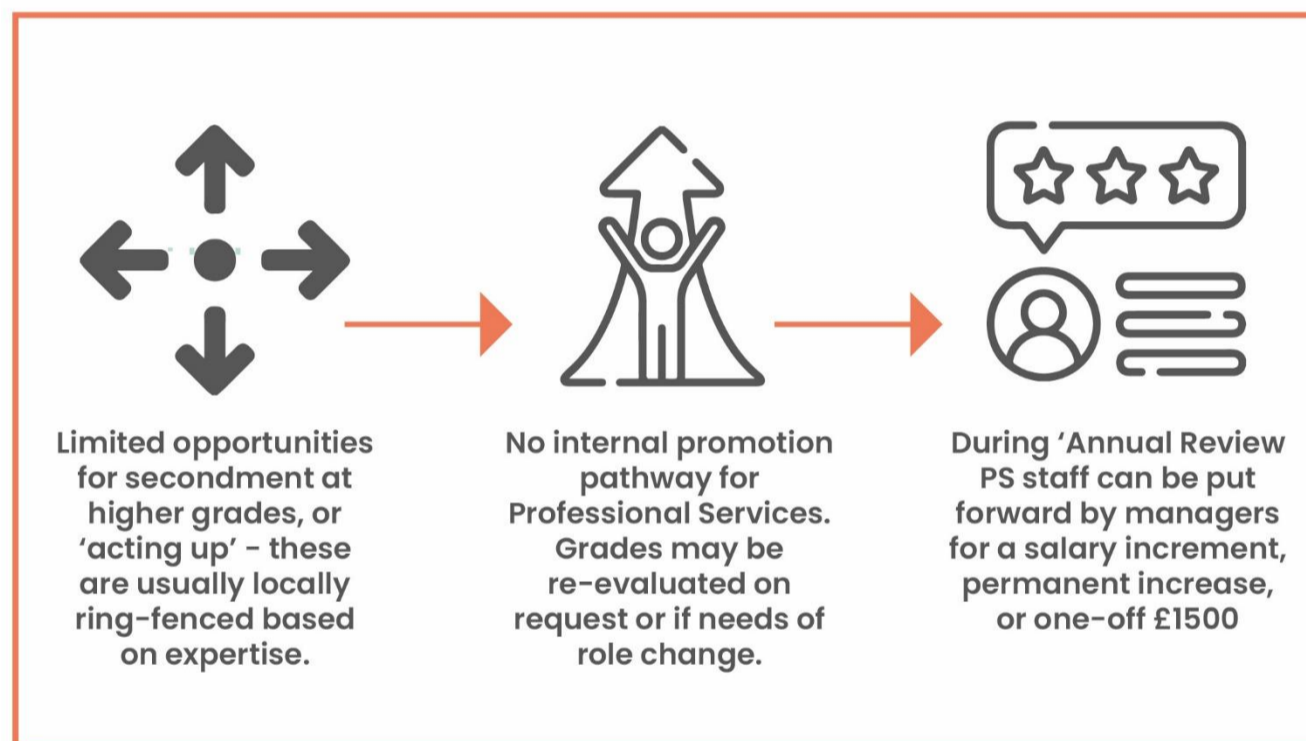 Limited opportunities
for secondment at
higher grades, or
‘acting up’ - these
are usually locally
ring-fenced based
on expertise.
No internal promotion
pathway for
Professional Services.
Grades may be
re-evaluated on
request or if needs of
role change.
During ‘Annual Review
PS staff can be put
forward by managers
for a salary increment,
permanent increase,
or one-off £1500